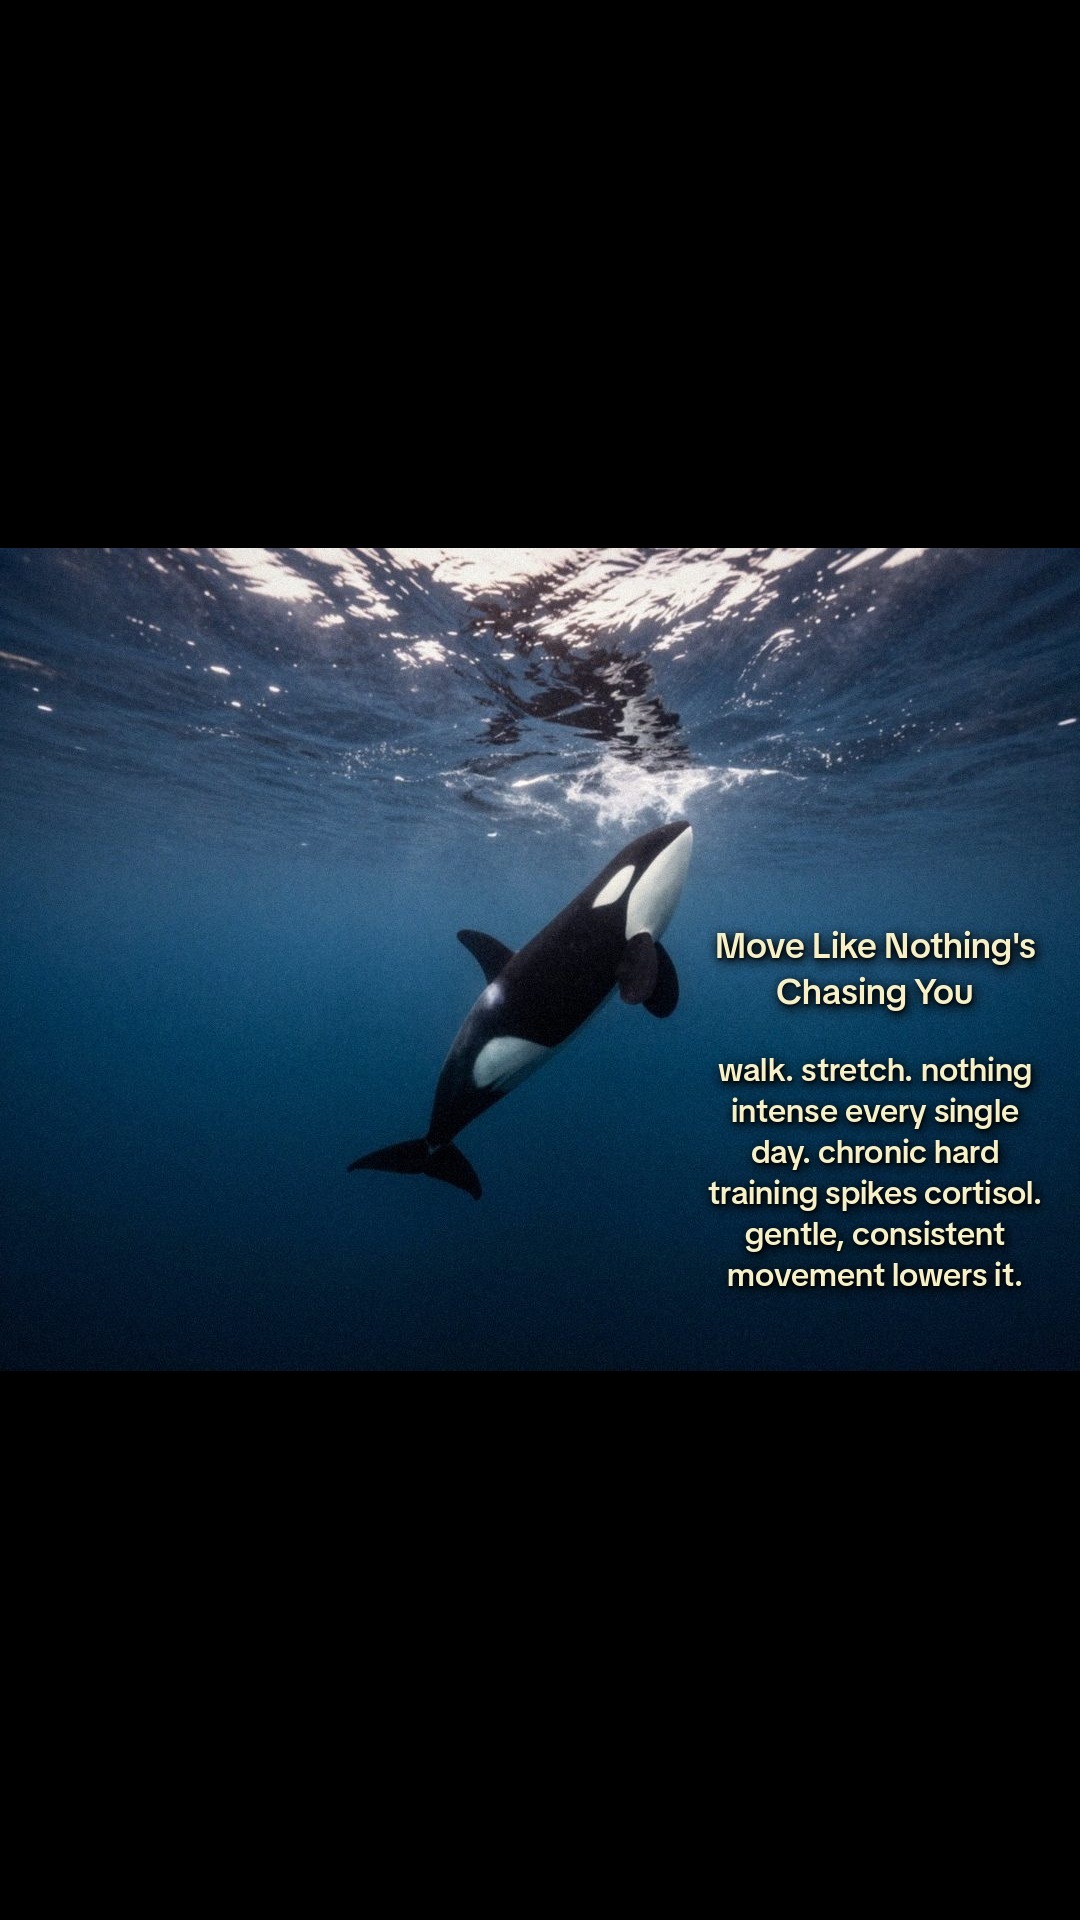 Move Like Nothing's
Chasing You
walk. stretch. nothing
intense every single
day. chronic hard
training spikes cortisol.
gentle, consistent
movement lowers it.